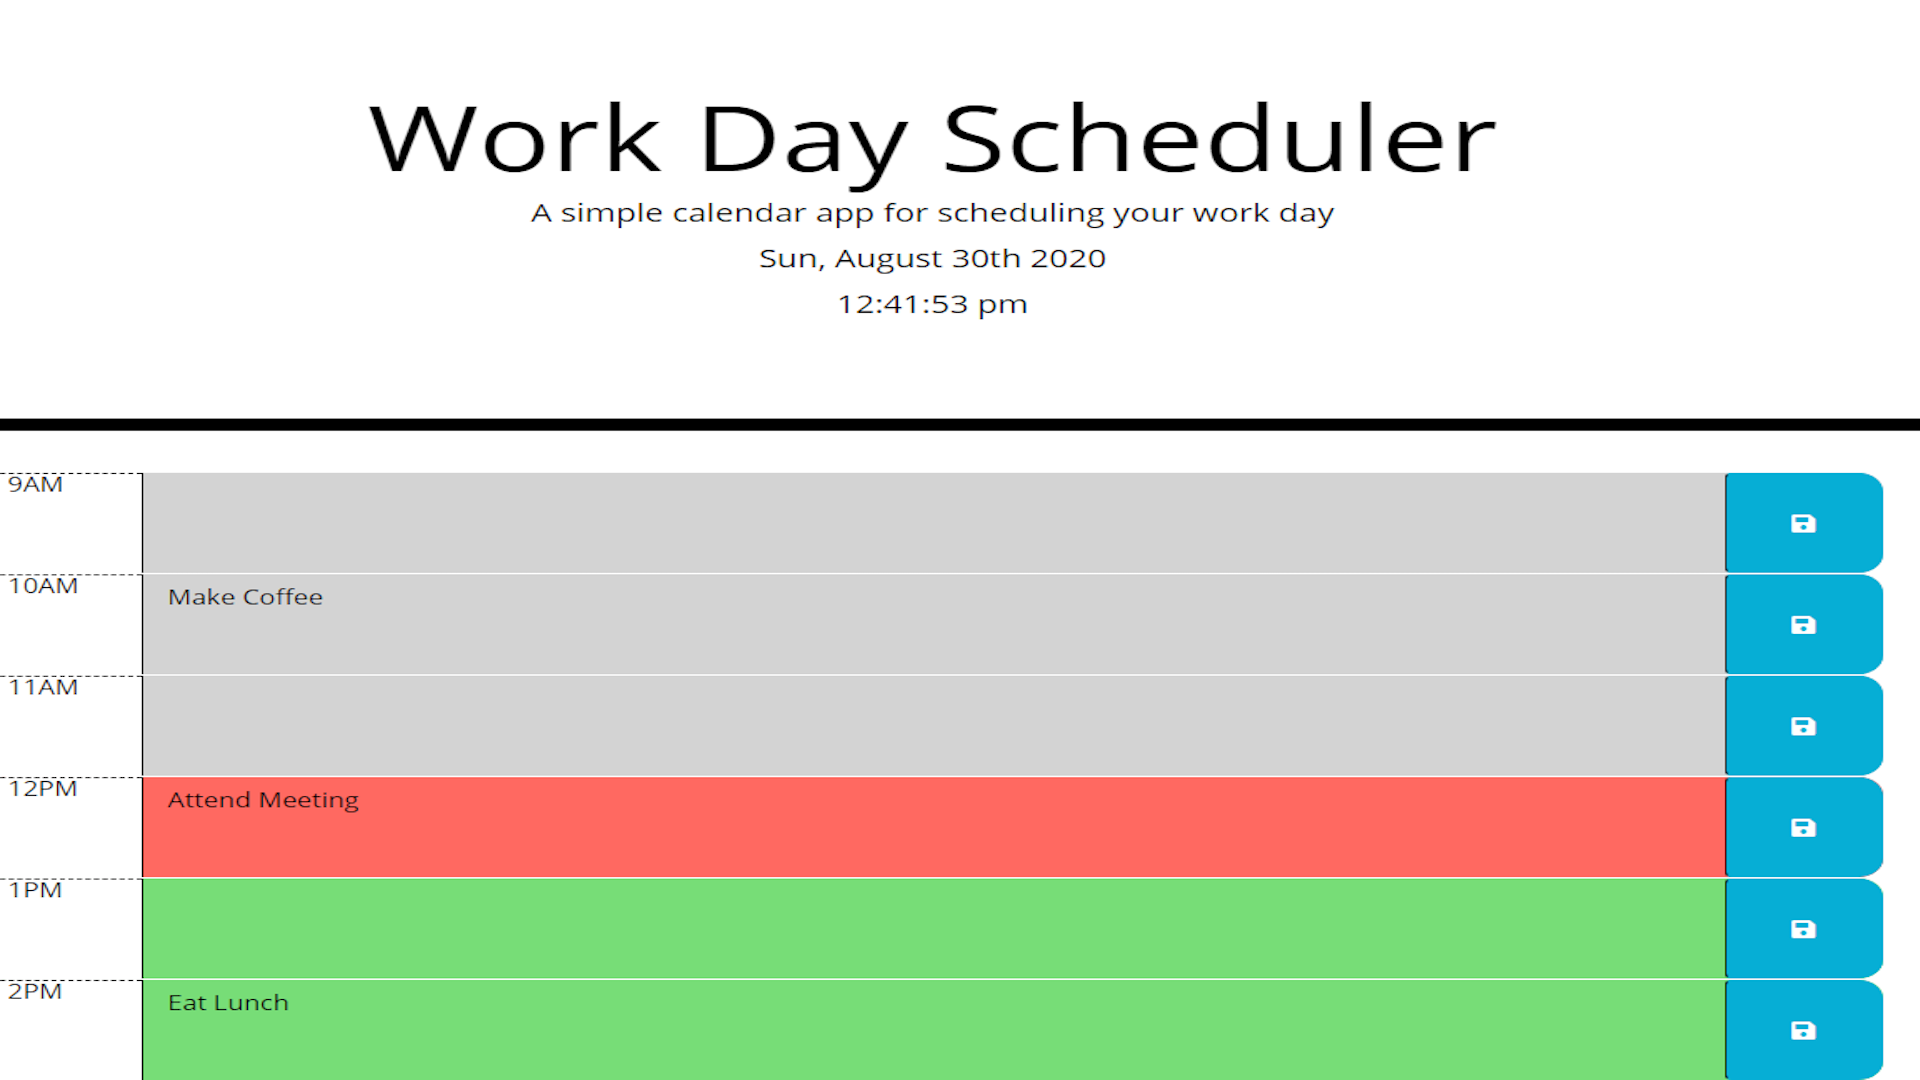 Work Day Scheduler
A simple calendar app for scheduling your work day
Sun, August 30th 2020
12:41:53 pm
9AM
10AM Make Coffee
11AM
12PM Attend Meeting
1PM
2PM Eat Lunch